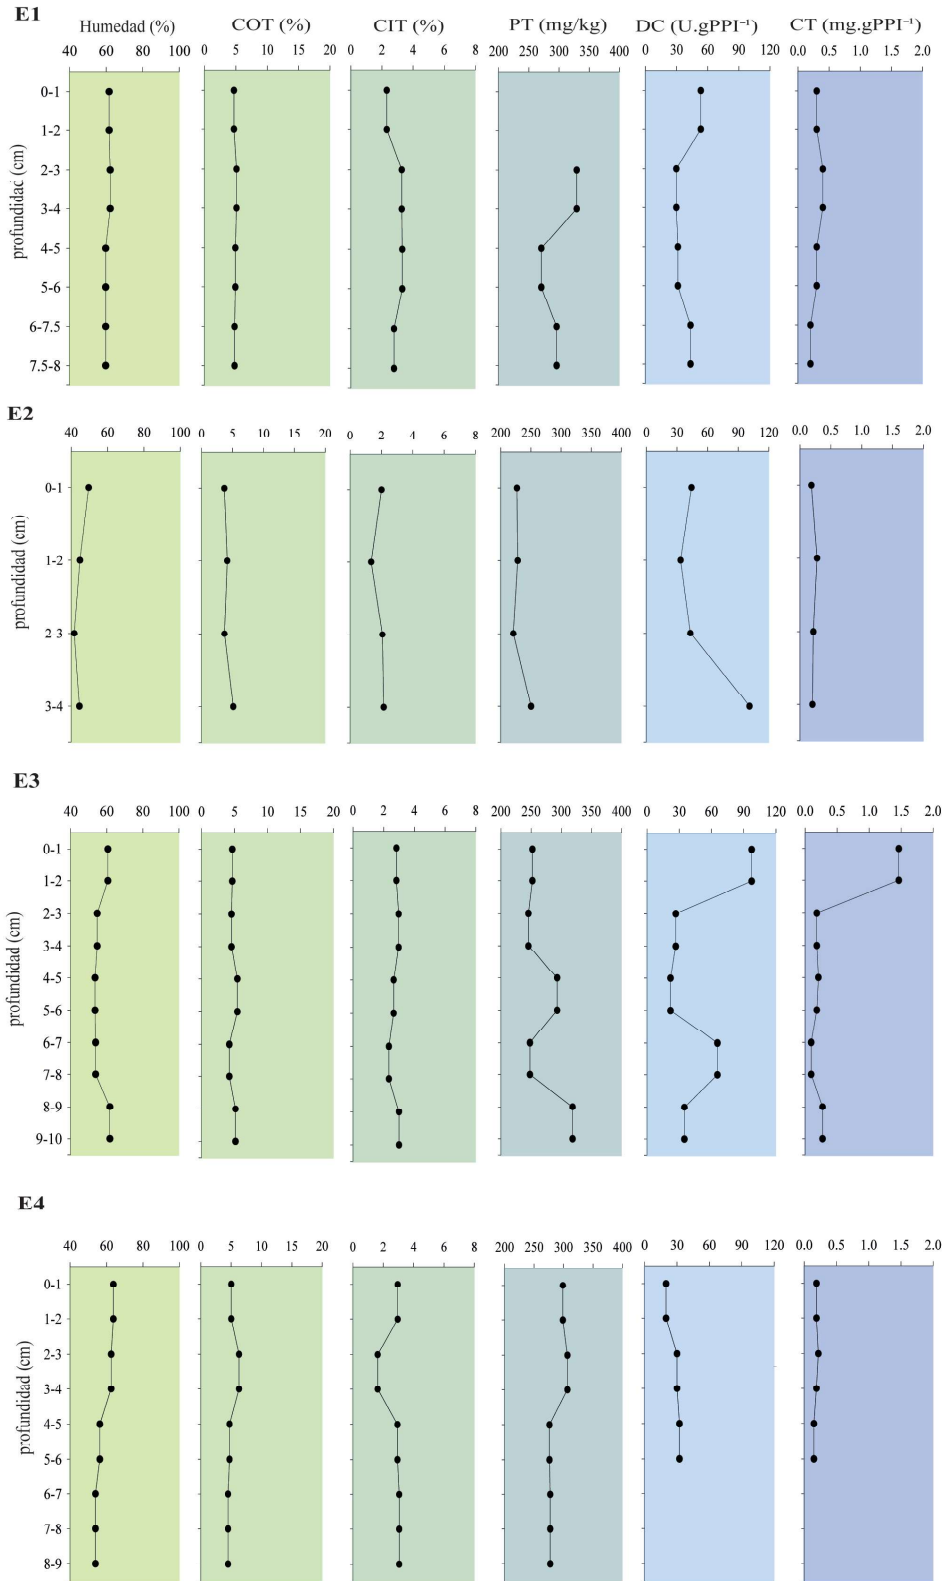 E1
Humedad (%) COT (%) CIT (%) PT (mg/kg) DC (U.gPPI⁻¹) CT (mg.gPPI⁻¹)
40 60 80 100 0 5 10 15 20 0 2 4 6 8 200 250 300 350 400 0 30 60 90 120 0.0 0.5 1.0 1.5 2.0
profundidad (cm)
0-1
1-2
2-3
3-4
4-5
5-6
6-7.5
7.5-8
E2
40 60 80 100 0 5 10 15 20 0 2 4 6 8 200 250 300 350 400 0 30 60 90 120 0.0 0.5 1.0 1.5 2.0
profundidad (cm)
0-1
1-2
2 3
3-4
E3
40 60 80 100 0 5 10 15 20 0 2 4 6 8 200 250 300 350 400 0 30 60 90 120 0.0 0.5 1.0 1.5 2.0
profundidad (cm)
0-1
1-2
2-3
3-4
4-5
5-6
6-7
7-8
8-9
9-10
E4
40 60 80 100 0 5 10 15 20 0 2 4 6 8 200 200 300 400 0 30 60 90 120 0.0 0.5 1.0 1.5 2.0
profundidad (cm)
0-1
1-2
2-3
3-4
4-5
5-6
6-7
7-8
8-9